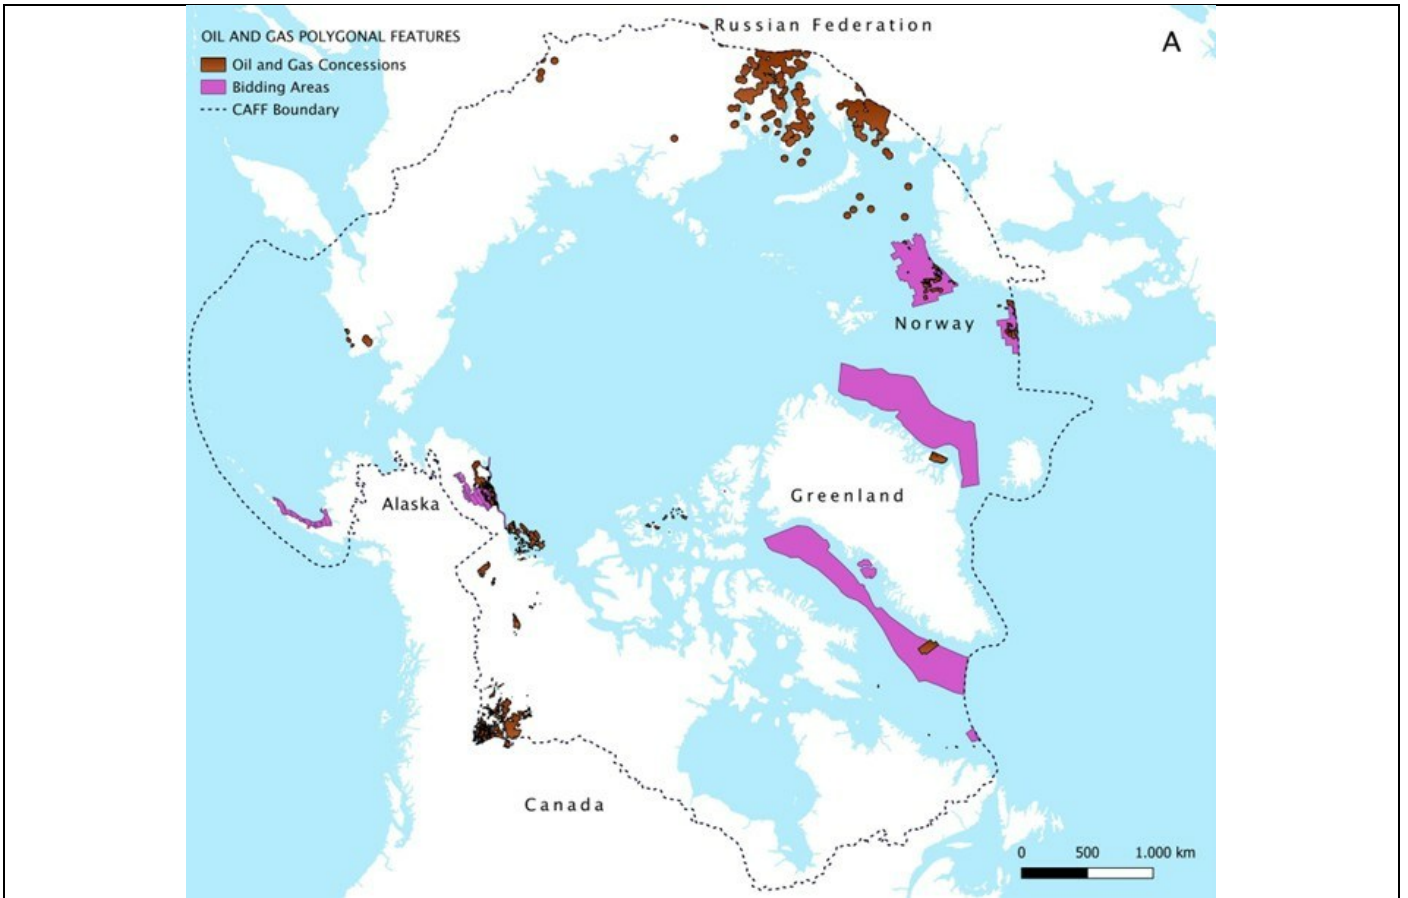 Russian Federation
A
OIL AND GAS POLYGONAL FEATURES
Oil and Gas Concessions
Bidding Areas
CAFF Boundary
Norway
Alaska
Greenland
Canada
0 500 1.000 km